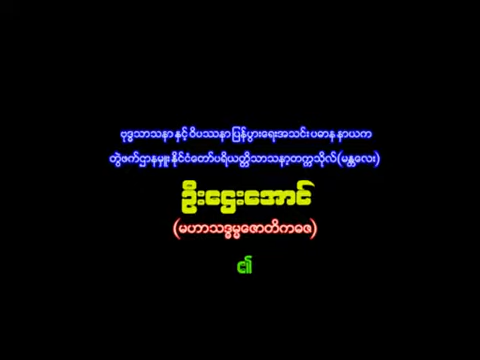 ဗုဒ္ဓသာသနာနှင့်ဝိပဿနာပြန့်ပွားရေးအသင်းပဓာနနာယက
တွဲဖက်ဌာနမှူးနိုင်ငံတော်ပရိယတ္တိသာသနာ့တက္ကသိုလ်(မန္တလေး)
ဦးဌေးအောင်
(မဟာသဒ္ဓမ္မဇောတိကဓဇ)
၏